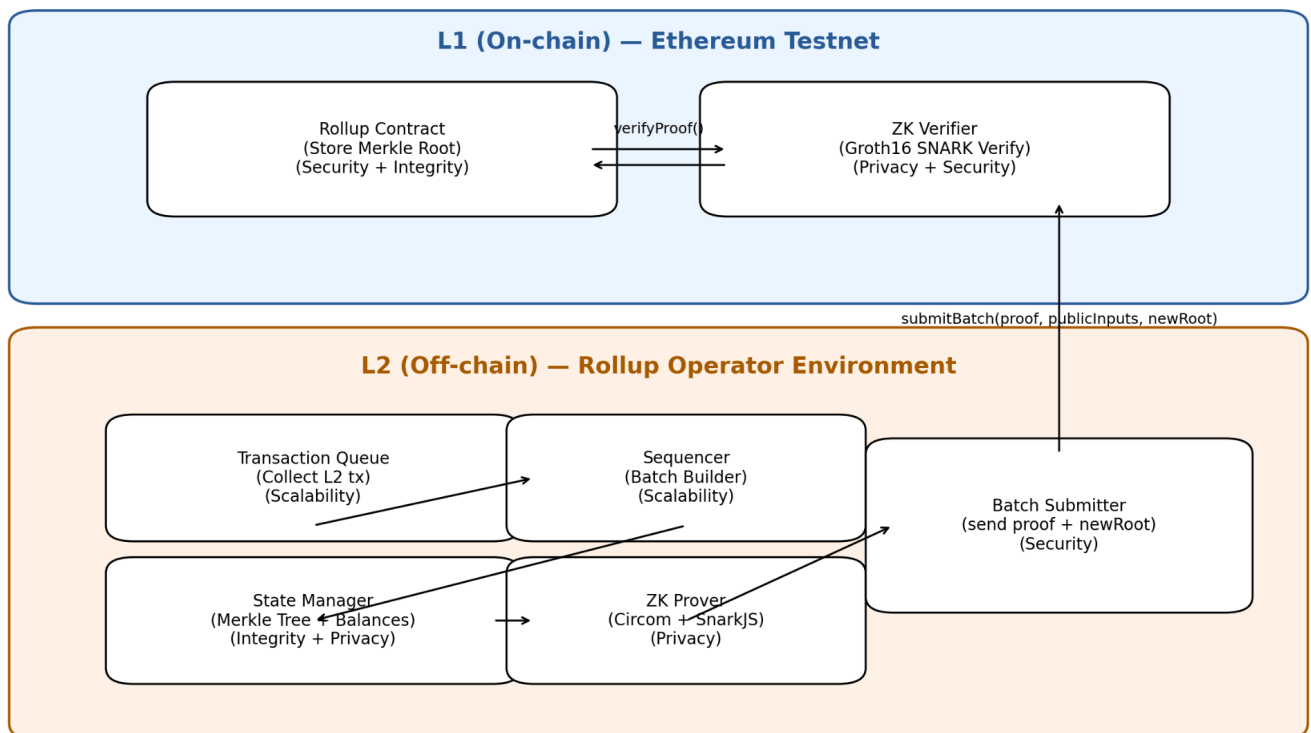 L1 (On-chain) — Ethereum Testnet
Rollup Contract
(Store Merkle Root)
(Security + Integrity)
verifyProof()
ZK Verifier
(Groth16 SNARK Verify)
(Privacy + Security)
submitBatch(proof, publicInputs, newRoot)
L2 (Off-chain) — Rollup Operator Environment
Transaction Queue
(Collect L2 tx)
(Scalability)
Sequencer
(Batch Builder)
(Scalability)
Batch Submitter
(send proof + newRoot)
(Security)
State Manager
(Merkle Tree + Balances)
(Integrity + Privacy)
ZK Prover
(Circom + SnarkJS)
(Privacy)